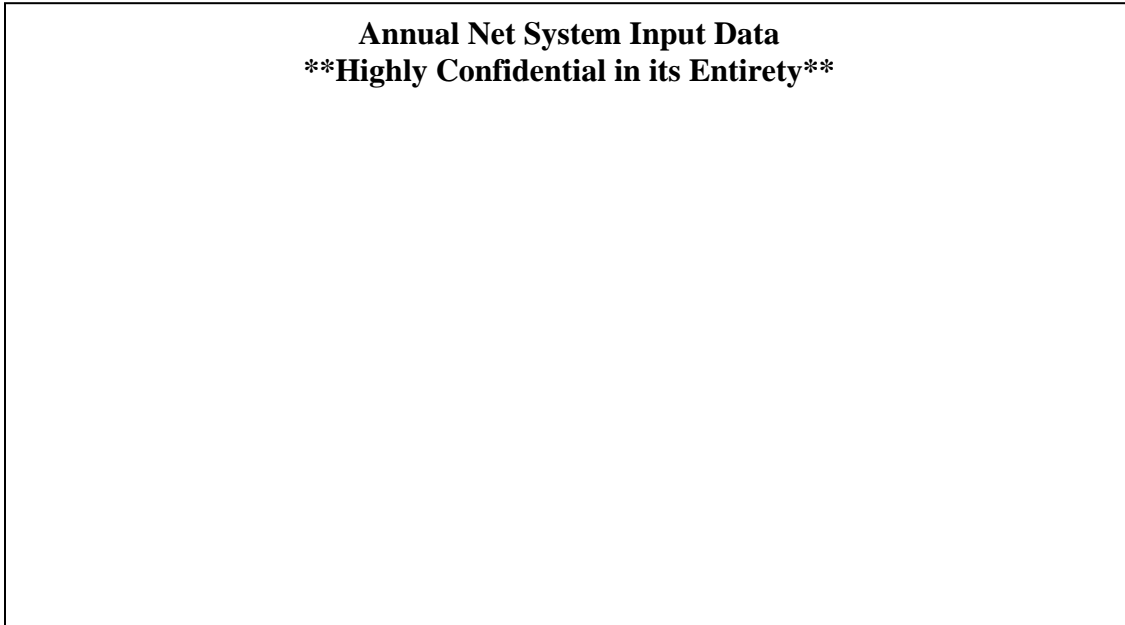 Annual Net System Input Data
**Highly Confidential in its Entirety**